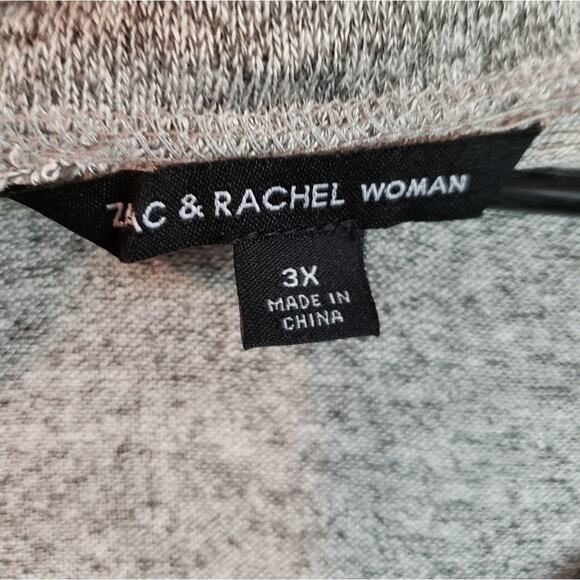 ZAC & RACHEL WOMAN
3X
MADE IN
CHINA